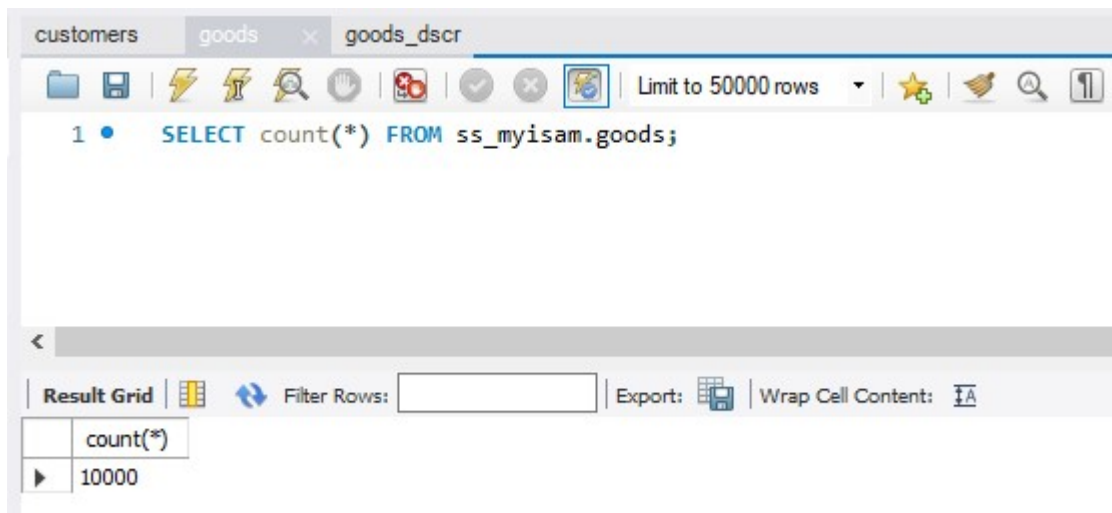 customers goods goods_dscr
Limit to 50000 rows
1 SELECT count(*) FROM ss_myisam.goods;
Result Grid Filter Rows: Export: Wrap Cell Content:
count(*)
10000